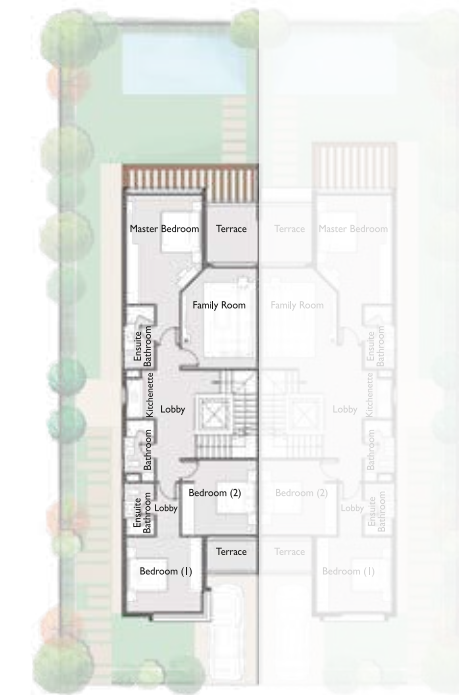 Master Bedroom
Terrace
Terrace
Master Bedroom
Family Room
Family Room
Ensuite
Bathroom
Ensuite
Bathroom
Kitchenette
Lobby
Lobby
Kitchenette
Bathroom
Bathroom
Bedroom (2)
Bedroom (2)
Ensuite
Bathroom
Lobby
Lobby
Ensuite
Bathroom
Terrace
Terrace
Bedroom (1)
Bedroom (1)